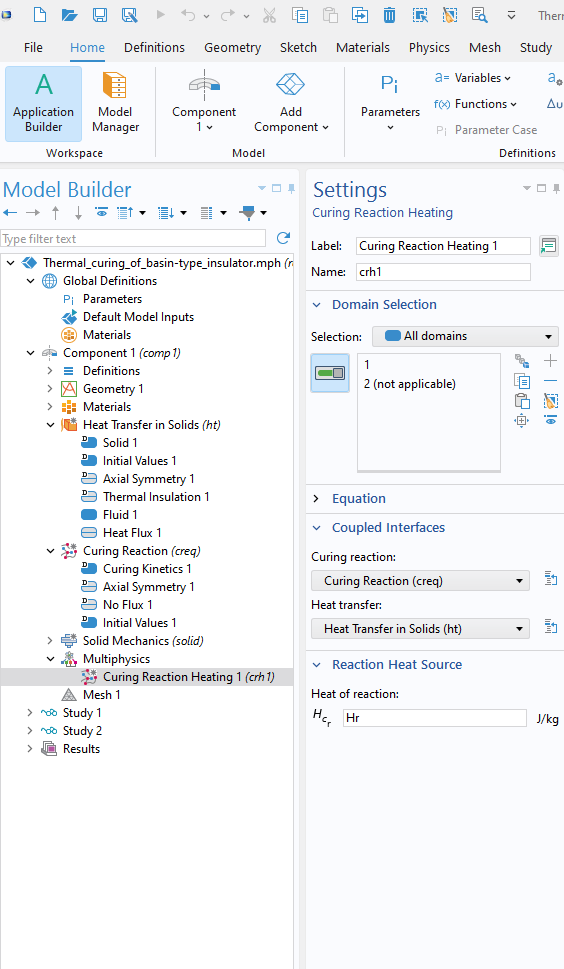 Ther
File Home Definitions Geometry Sketch Materials Physics Mesh Study
A
Application Builder
Model Manager
Component 1
Add Component
Pi
Parameters
a= Variables
f(x) Functions
Pi Parameter Case
a
Δu
Workspace
Model
Definitions
Model Builder
Type filter text
Thermal_curing_of_basin-type_insulator.mph
Global Definitions
Pi Parameters
Default Model Inputs
Materials
Component 1 (comp1)
Definitions
Geometry 1
Materials
Heat Transfer in Solids (ht)
D Solid 1
D Initial Values 1
D Axial Symmetry 1
D Thermal Insulation 1
Fluid 1
Heat Flux 1
Curing Reaction (creq)
D Curing Kinetics 1
D Axial Symmetry 1
D No Flux 1
D Initial Values 1
Solid Mechanics (solid)
Multiphysics
Curing Reaction Heating 1 (crh1)
Mesh 1
Study 1
Study 2
Results
Settings
Curing Reaction Heating
Label: Curing Reaction Heating 1
Name: crh1
Domain Selection
Selection: All domains
1
2 (not applicable)
Equation
Coupled Interfaces
Curing reaction:
Curing Reaction (creq)
Heat transfer:
Heat Transfer in Solids (ht)
Reaction Heat Source
Heat of reaction:
Hcr Hr J/kg